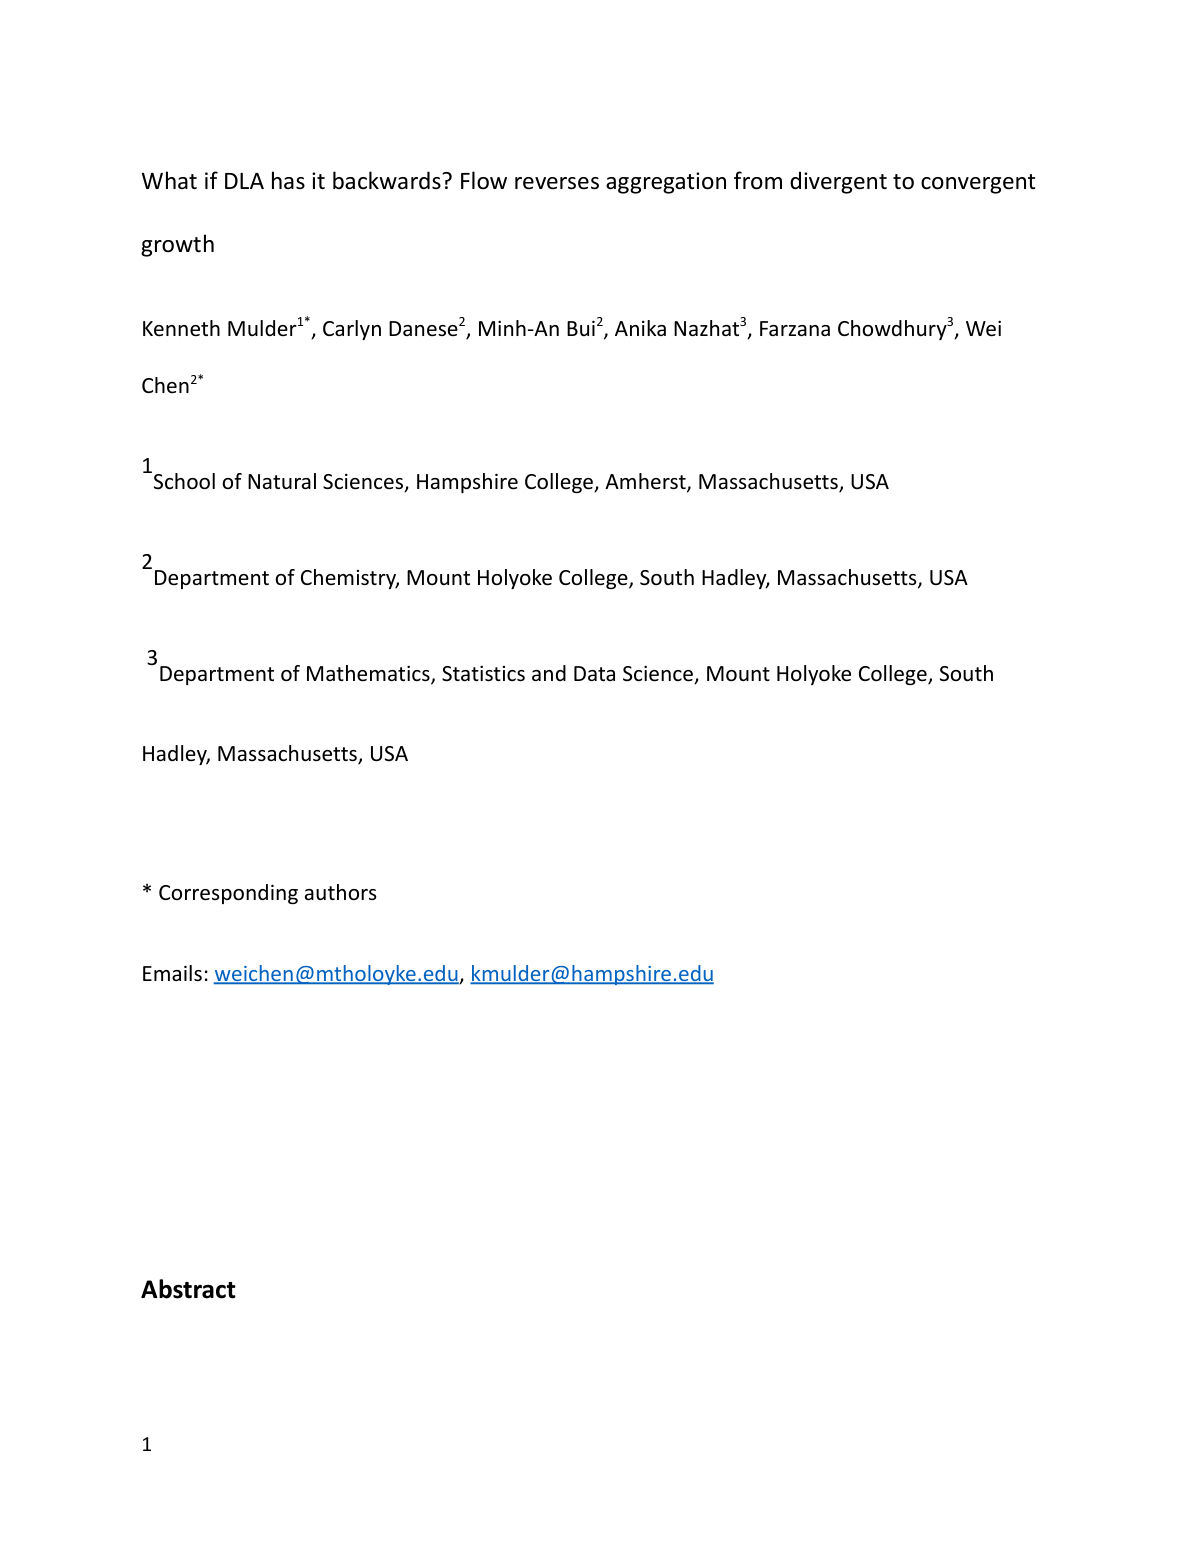 What if DLA has it backwards? Flow reverses aggregation from divergent to convergent
growth
Kenneth Mulder1*, Carlyn Danese2, Minh-An Bui2, Anika Nazhat3, Farzana Chowdhury3, Wei
Chen2*
1School of Natural Sciences, Hampshire College, Amherst, Massachusetts, USA
2Department of Chemistry, Mount Holyoke College, South Hadley, Massachusetts, USA
3Department of Mathematics, Statistics and Data Science, Mount Holyoke College, South
Hadley, Massachusetts, USA
* Corresponding authors
Emails: weichen@mtholoyke.edu, kmulder@hampshire.edu
Abstract
1